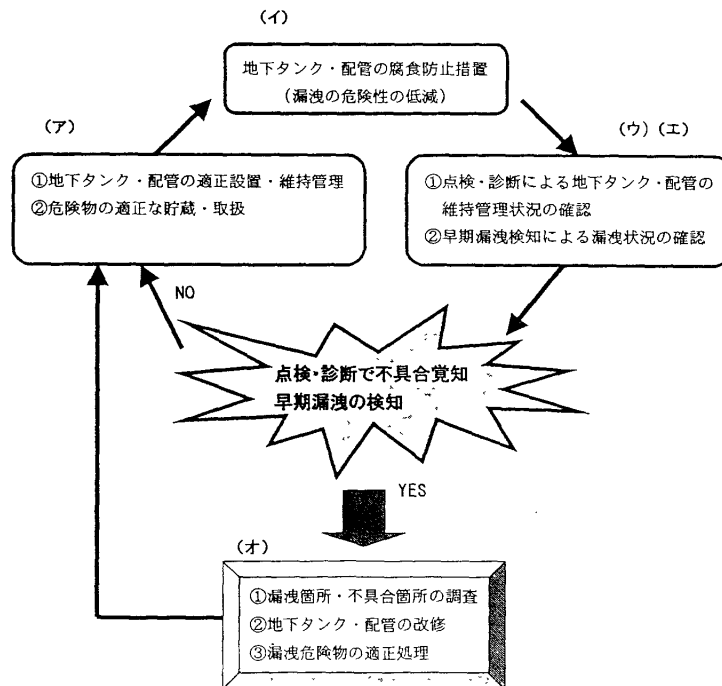 (イ)
地下タンク・配管の腐食防止措置
(漏洩の危険性の低減)
(ア)
①地下タンク・配管の適正設置・維持管理
②危険物の適正な貯蔵・取扱
(ウ)(エ)
①点検・診断による地下タンク・配管の
維持管理状況の確認
②早期漏洩検知による漏洩状況の確認
NO
点検・診断で不具合覚知
早期漏洩の検知
YES
(オ)
①漏洩箇所・不具合箇所の調査
②地下タンク・配管の改修
③漏洩危険物の適正処理